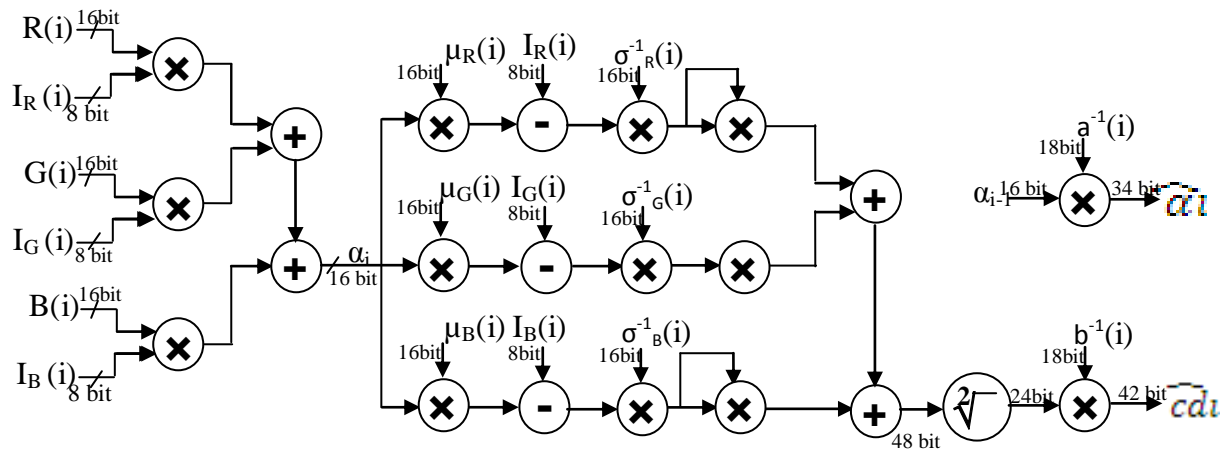 R(i) 16bit
I_R (i) 8 bit
×
+
G(i) 16bit
I_G (i) 8 bit
×
+
B(i) 16bit
I_B (i) 8 bit
×
α_i 16 bit
μ_R(i) I_R(i) σ^-1_R(i)
16bit 8bit 16bit
× - × ×
μ_G(i) I_G(i) σ^-1_G(i)
16bit 8bit 16bit
× - × ×
+
μ_B(i) I_B(i) σ^-1_B(i)
16bit 8bit 16bit
× - × ×
+
48 bit
2√
24bit
a^-1(i)
18bit
α_i-1 16 bit × 34 bit α̂ı
b^-1(i)
18bit
× 42 bit ĉdı